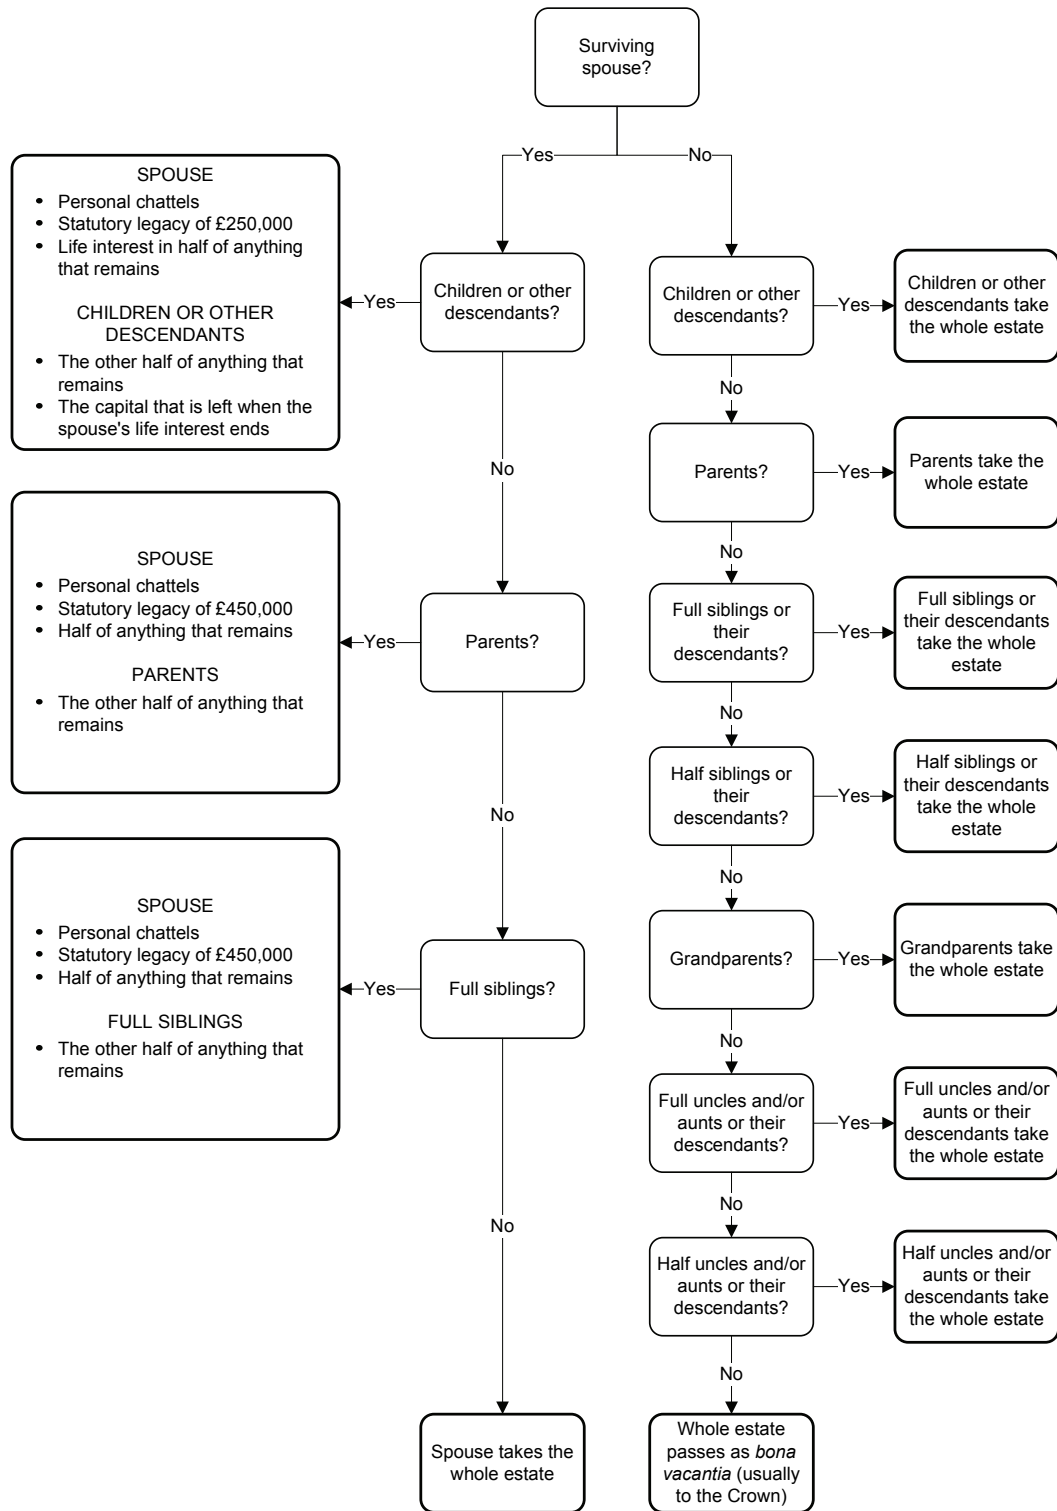 Surviving
spouse?
Yes
No
SPOUSE
• Personal chattels
• Statutory legacy of £250,000
• Life interest in half of anything
that remains
CHILDREN OR OTHER
DESCENDANTS
• The other half of anything that
remains
• The capital that is left when the
spouse's life interest ends
Yes
Children or other
descendants?
Children or other
descendants?
Yes
Children or other
descendants take
the whole estate
No
No
Parents?
Yes
Parents take the
whole estate
No
SPOUSE
• Personal chattels
• Statutory legacy of £450,000
• Half of anything that remains
PARENTS
• The other half of anything that
remains
Yes
Parents?
Full siblings or
their
descendants?
Yes
Full siblings or
their descendants
take the whole
estate
No
No
Half siblings or
their
descendants?
Yes
Half siblings or
their descendants
take the whole
estate
No
SPOUSE
• Personal chattels
• Statutory legacy of £450,000
• Half of anything that remains
FULL SIBLINGS
• The other half of anything that
remains
Yes
Full siblings?
Grandparents?
Yes
Grandparents take
the whole estate
No
No
Full uncles and/or
aunts or their
descendants?
Yes
Full uncles and/or
aunts or their
descendants take
the whole estate
No
Half uncles and/or
aunts or their
descendants?
Yes
Half uncles and/or
aunts or their
descendants take
the whole estate
No
Spouse takes the
whole estate
Whole estate
passes as bona
vacantia (usually
to the Crown)